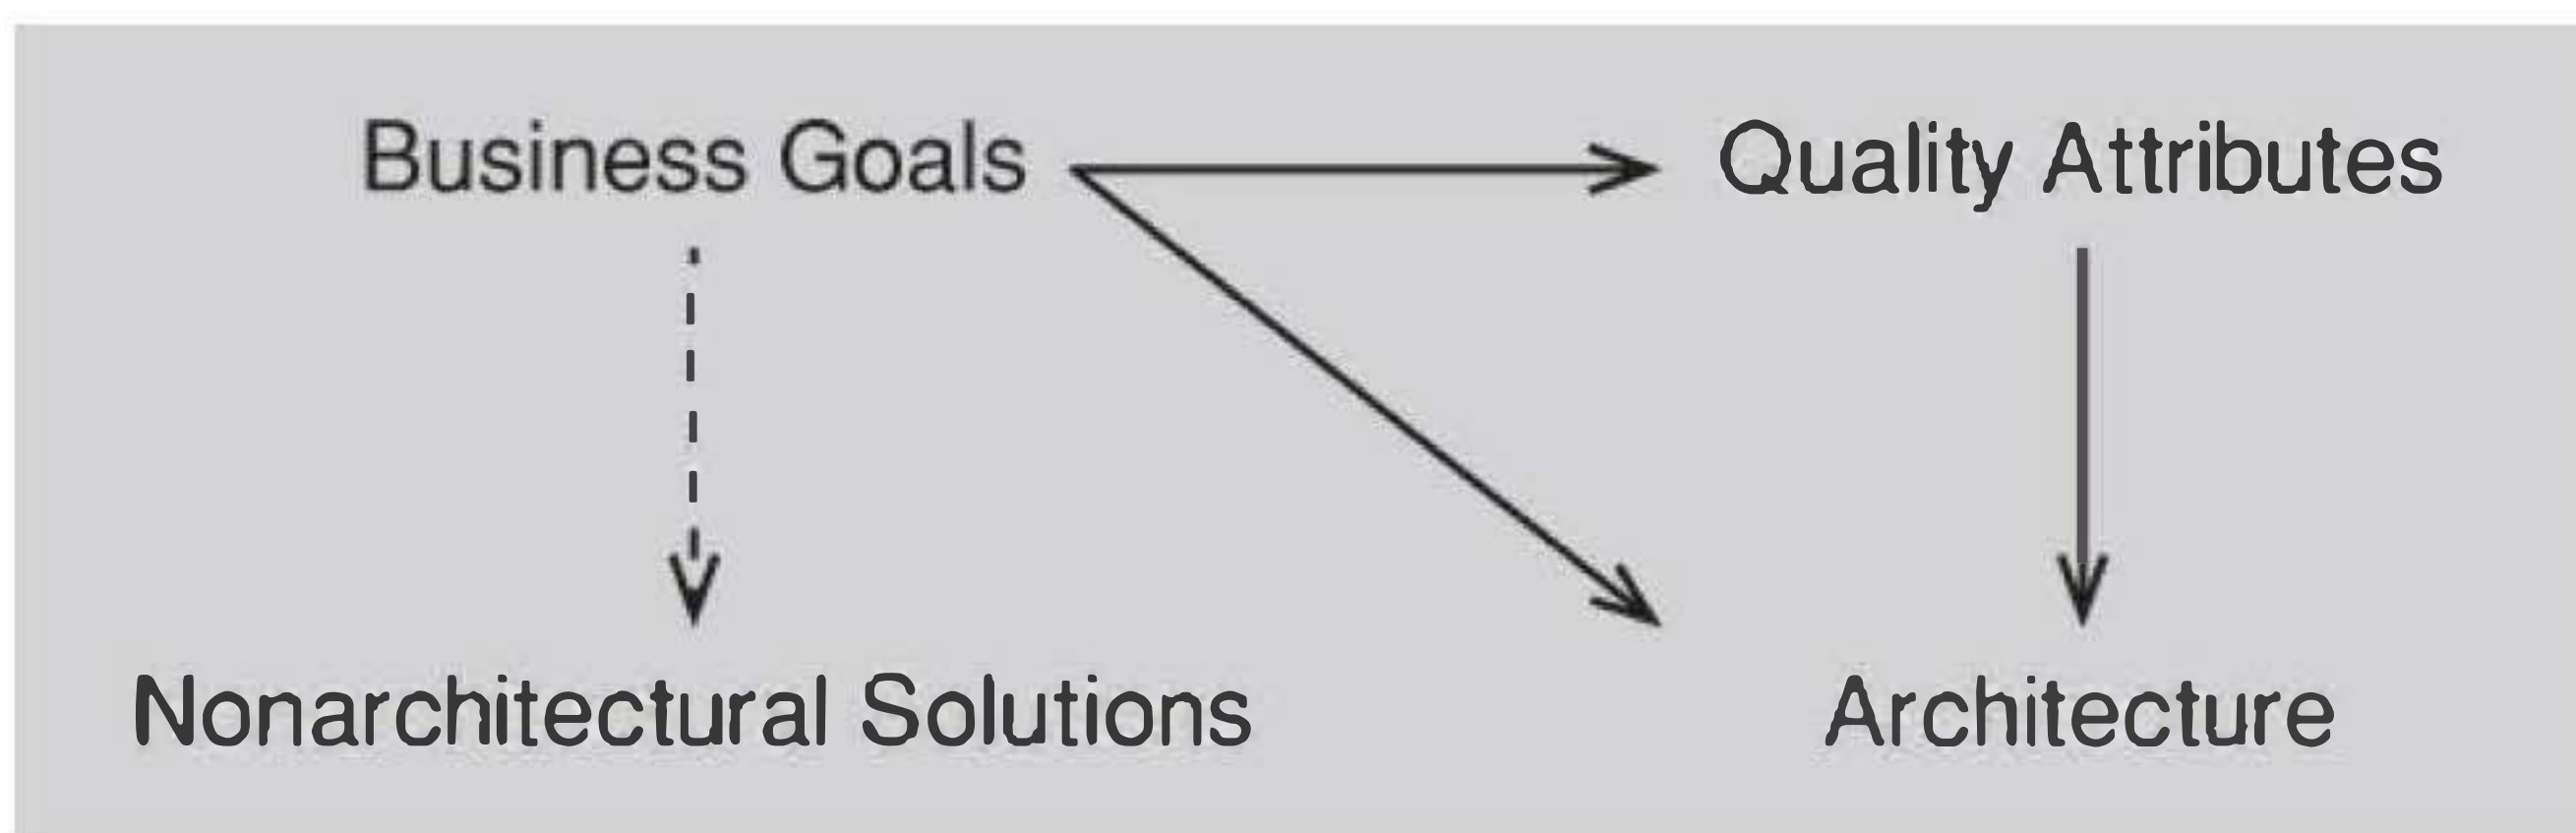 Business Goals
Quality Attributes
Nonarchitectural Solutions
Architecture